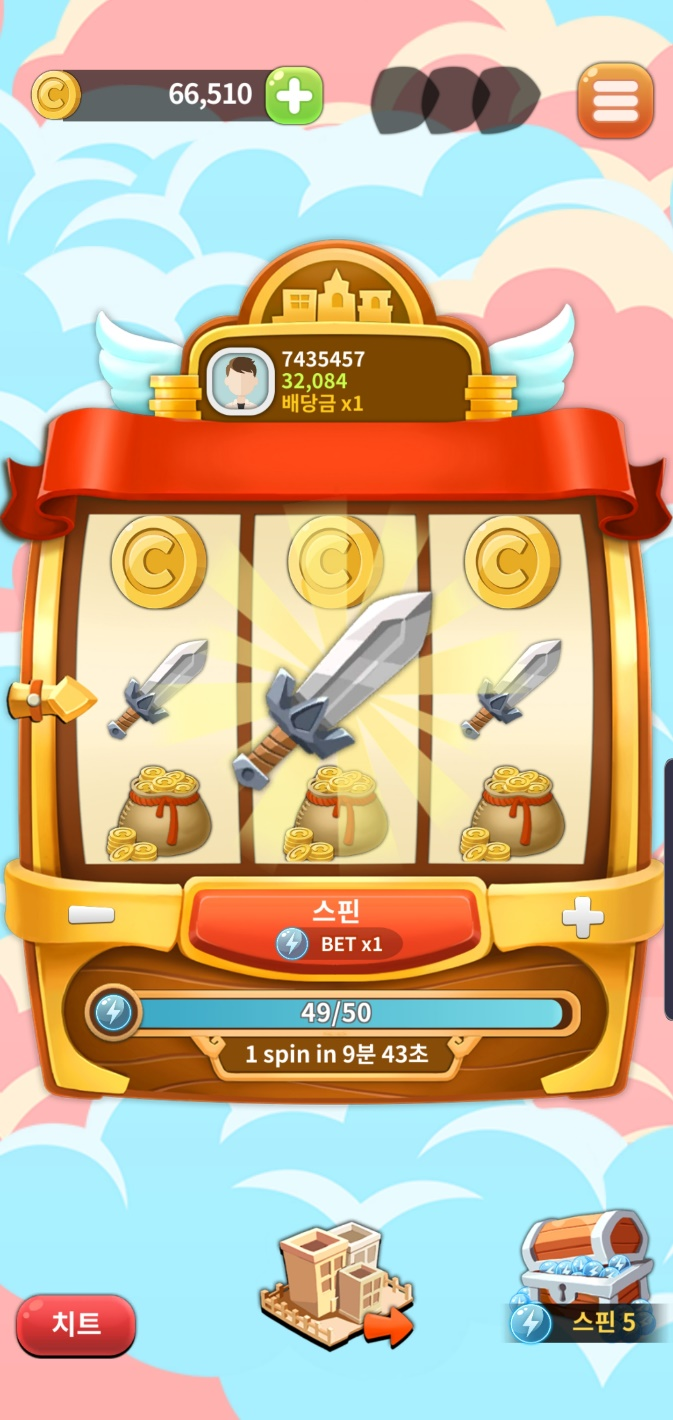 66,510
7435457
32,084
배당금 x1
스핀
BET x1
49/50
1 spin in 9분 43초
치트
스핀 5